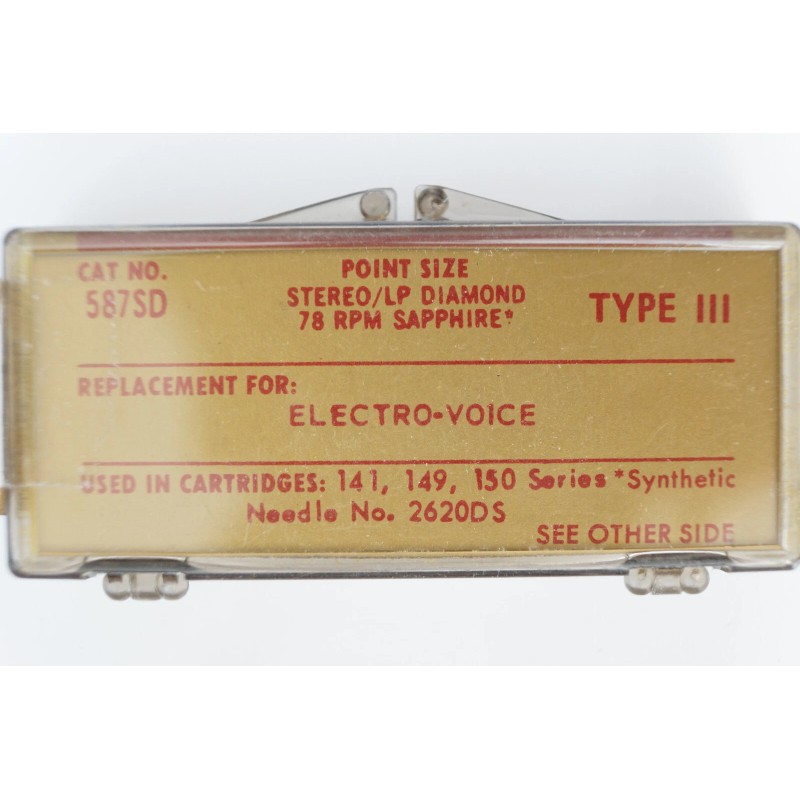 CAT NO.
587SD
POINT SIZE
STEREO/LP DIAMOND
78 RPM SAPPHIRE*
TYPE III
REPLACEMENT FOR:
ELECTRO-VOICE
USED IN CARTRIDGES: 141, 149, 150 Series *Synthetic
Needle No. 2620DS
SEE OTHER SIDE